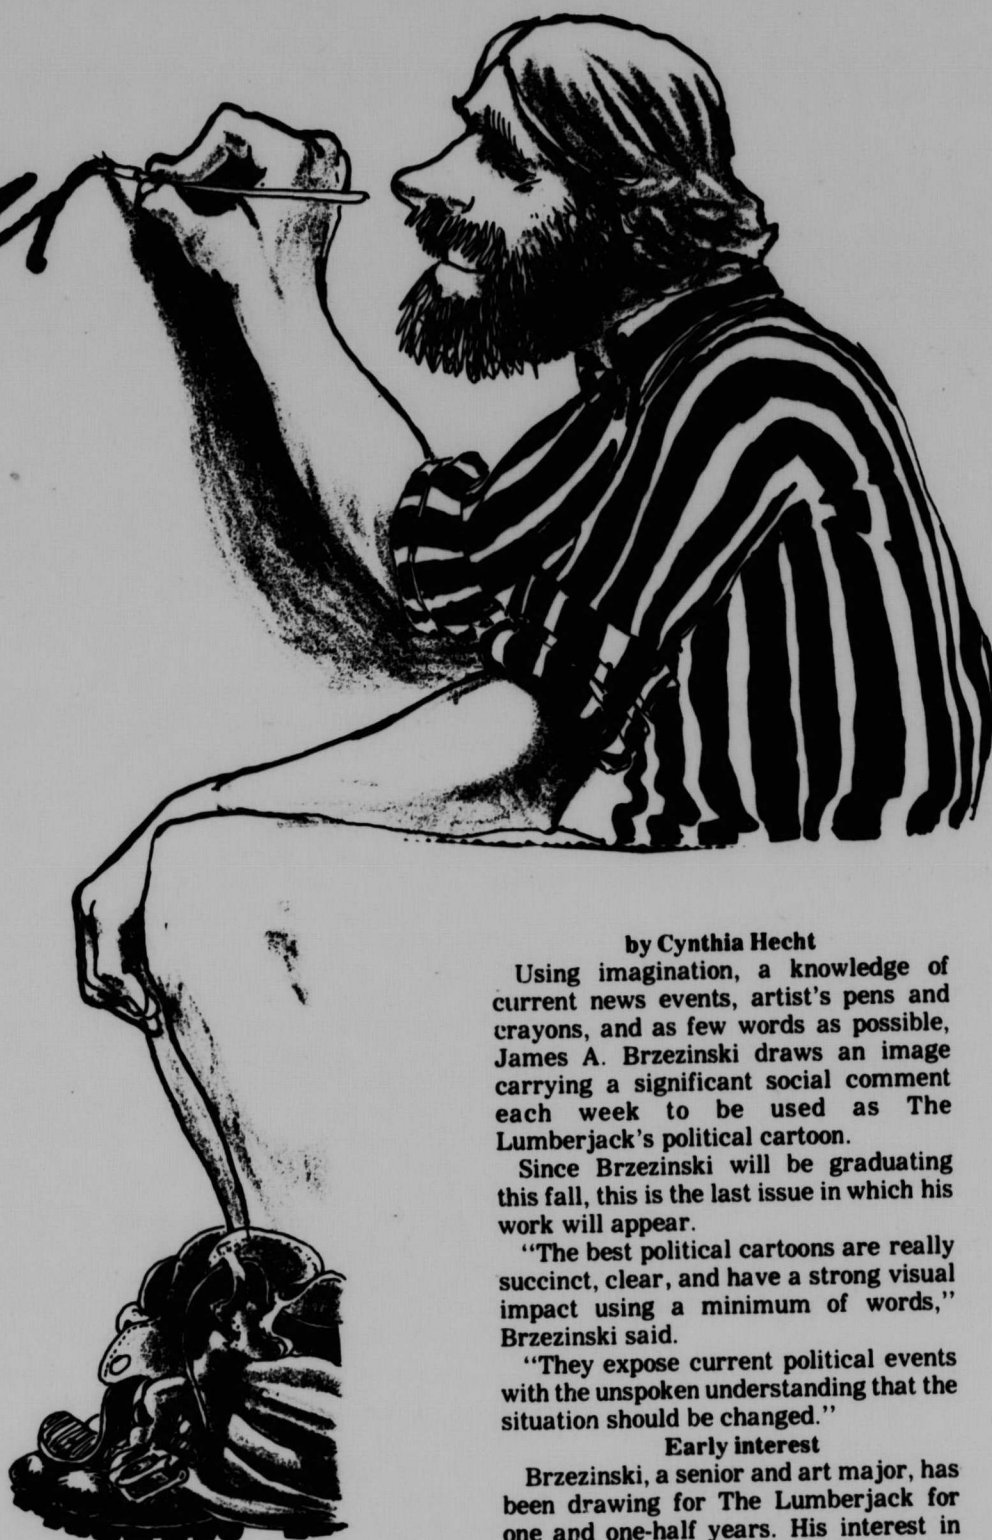 by Cynthia Hecht
Using imagination, a knowledge of
current news events, artist's pens and
crayons, and as few words as possible,
James A. Brzezinski draws an image
carrying a significant social comment
each week to be used as The
Lumberjack's political cartoon.
Since Brzezinski will be graduating
this fall, this is the last issue in which his
work will appear.
"The best political cartoons are really
succinct, clear, and have a strong visual
impact using a minimum of words,"
Brzezinski said.
"They expose current political events
with the unspoken understanding that the
situation should be changed."
Early interest
Brzezinski, a senior and art major, has
been drawing for The Lumberjack for
one and one-half years. His interest in